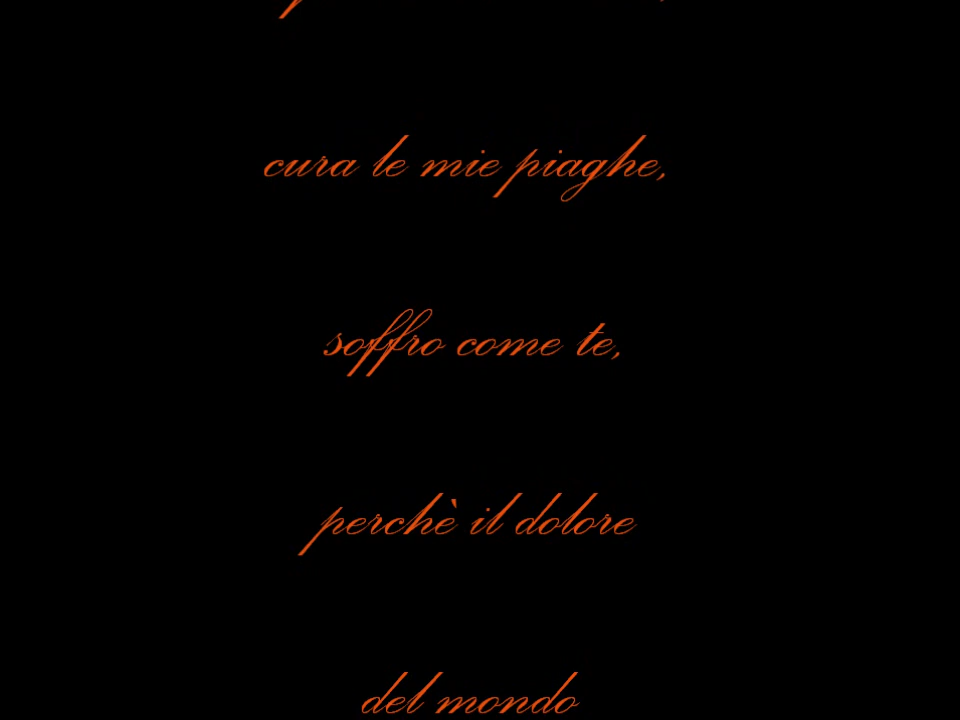 cura le mie piaghe,
soffro come te,
perchè il dolore
del mondo